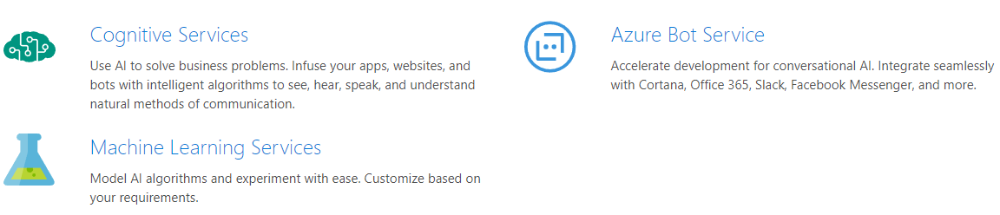 Cognitive Services
Use AI to solve business problems. Infuse your apps, websites, and
bots with intelligent algorithms to see, hear, speak, and understand
natural methods of communication.
Azure Bot Service
Accelerate development for conversational AI. Integrate seamlessly
with Cortana, Office 365, Slack, Facebook Messenger, and more.
Machine Learning Services
Model AI algorithms and experiment with ease. Customize based on
your requirements.